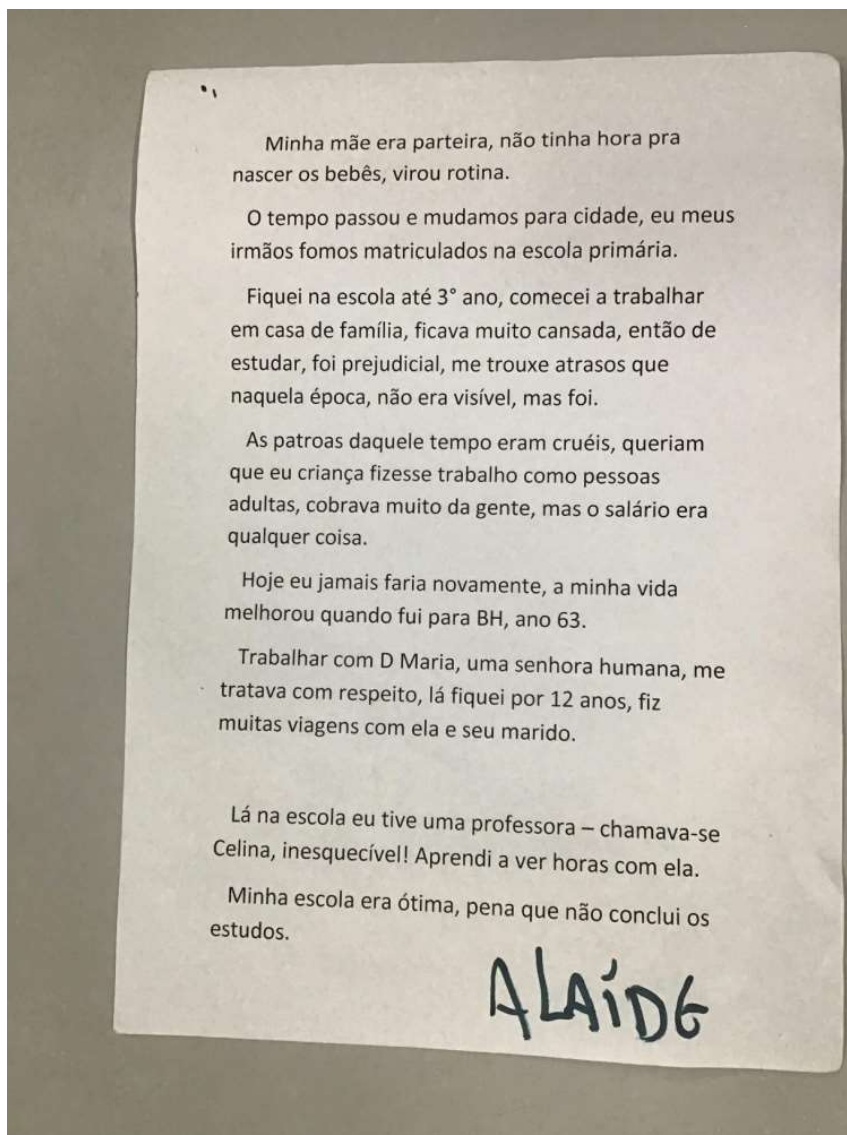 Minha mãe era parteira, não tinha hora pra
nascer os bebês, virou rotina.
O tempo passou e mudamos para cidade, eu meus
irmãos fomos matriculados na escola primária.
Fiquei na escola até 3° ano, comecei a trabalhar
em casa de família, ficava muito cansada, então de
estudar, foi prejudicial, me trouxe atrasos que
naquela época, não era visível, mas foi.
As patroas daquele tempo eram cruéis, queriam
que eu criança fizesse trabalho como pessoas
adultas, cobrava muito da gente, mas o salário era
qualquer coisa.
Hoje eu jamais faria novamente, a minha vida
melhorou quando fui para BH, ano 63.
Trabalhar com D Maria, uma senhora humana, me
tratava com respeito, lá fiquei por 12 anos, fiz
muitas viagens com ela e seu marido.
Lá na escola eu tive uma professora – chamava-se
Celina, inesquecível! Aprendi a ver horas com ela.
Minha escola era ótima, pena que não conclui os
estudos.
ALAÍDE